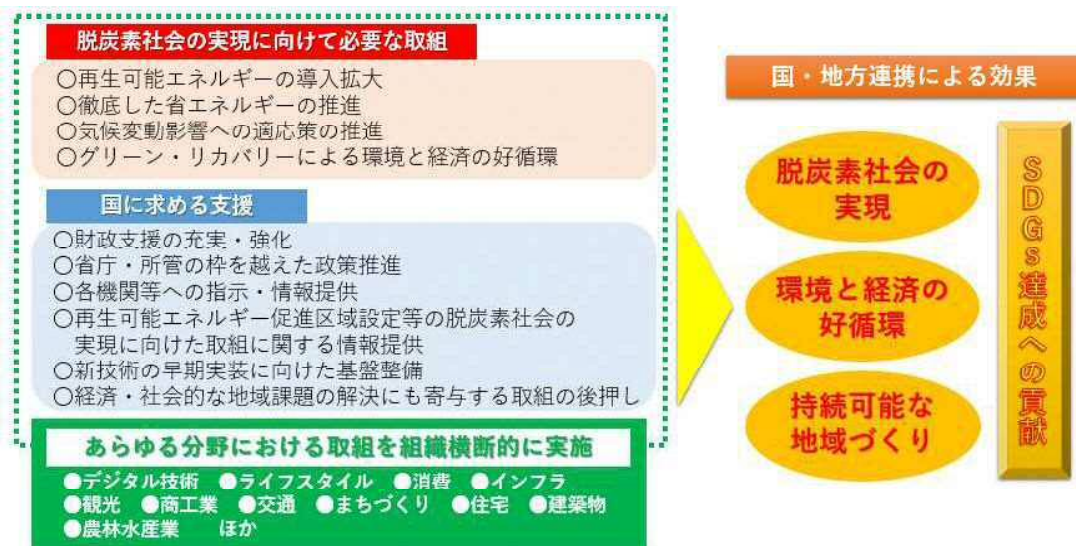 脱炭素社会の実現に向けて必要な取組
〇再生可能エネルギーの導入拡大
〇徹底した省エネルギーの推進
〇気候変動影響への適応策の推進
〇グリーン・リカバリーによる環境と経済の好循環
国に求める支援
〇財政支援の充実・強化
〇省庁・所管の枠を越えた政策推進
〇各機関等への指示・情報提供
〇再生可能エネルギー促進区域設定等の脱炭素社会の
実現に向けた取組に関する情報提供
〇新技術の早期実装に向けた基盤整備
〇経済・社会的な地域課題の解決にも寄与する取組の後押し
あらゆる分野における取組を組織横断的に実施
●デジタル技術 ●ライフスタイル ●消費 ●インフラ
●観光 ●商工業 ●交通 ●まちづくり ●住宅 ●建築物
●農林水産業 ほか
国・地方連携による効果
脱炭素社会の
実現
環境と経済の
好循環
持続可能な
地域づくり
SDGs達成への貢献